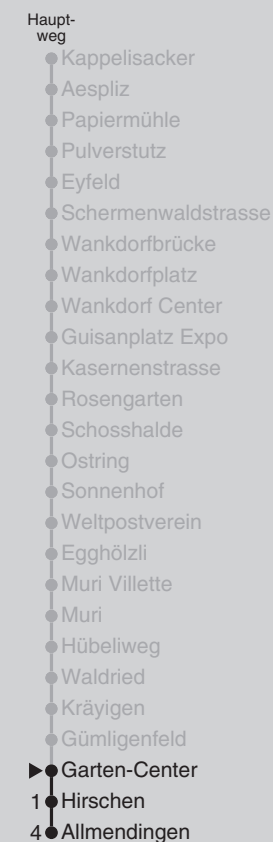 Haupt-
weg
Kappelisacker
Aespliz
Papiermühle
Pulverstutz
Eyfeld
Schermenwaldstrasse
Wankdorfbrücke
Wankdorfplatz
Wankdorf Center
Guisanplatz Expo
Kasernenstrasse
Rosengarten
Schosshalde
Ostring
Sonnenhof
Weltpostverein
Egghölzli
Muri Villette
Muri
Hübeliweg
Waldried
Kräyigen
Gümligenfeld
Garten-Center
1 Hirschen
4 Allmendingen